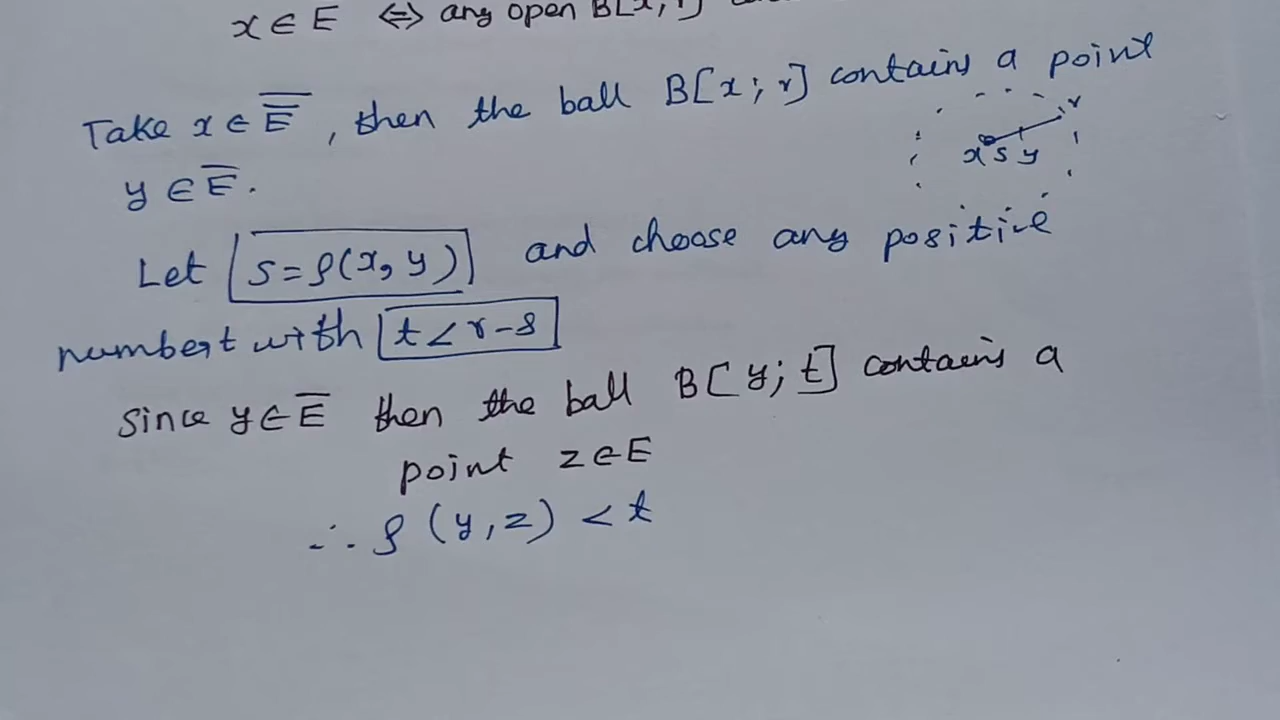 x ∈ E ⇔ any open B[x, r]
Take x ∈ E̿, then the ball B[x; r] contains a point
r
x s y
y ∈ E̅.
Let s = ρ(x, y) and choose any positive
number t with t < r - s
Since y ∈ E̅ then the ball B[y; t] contains a
point z ∈ E
∴ ρ(y, z) < t